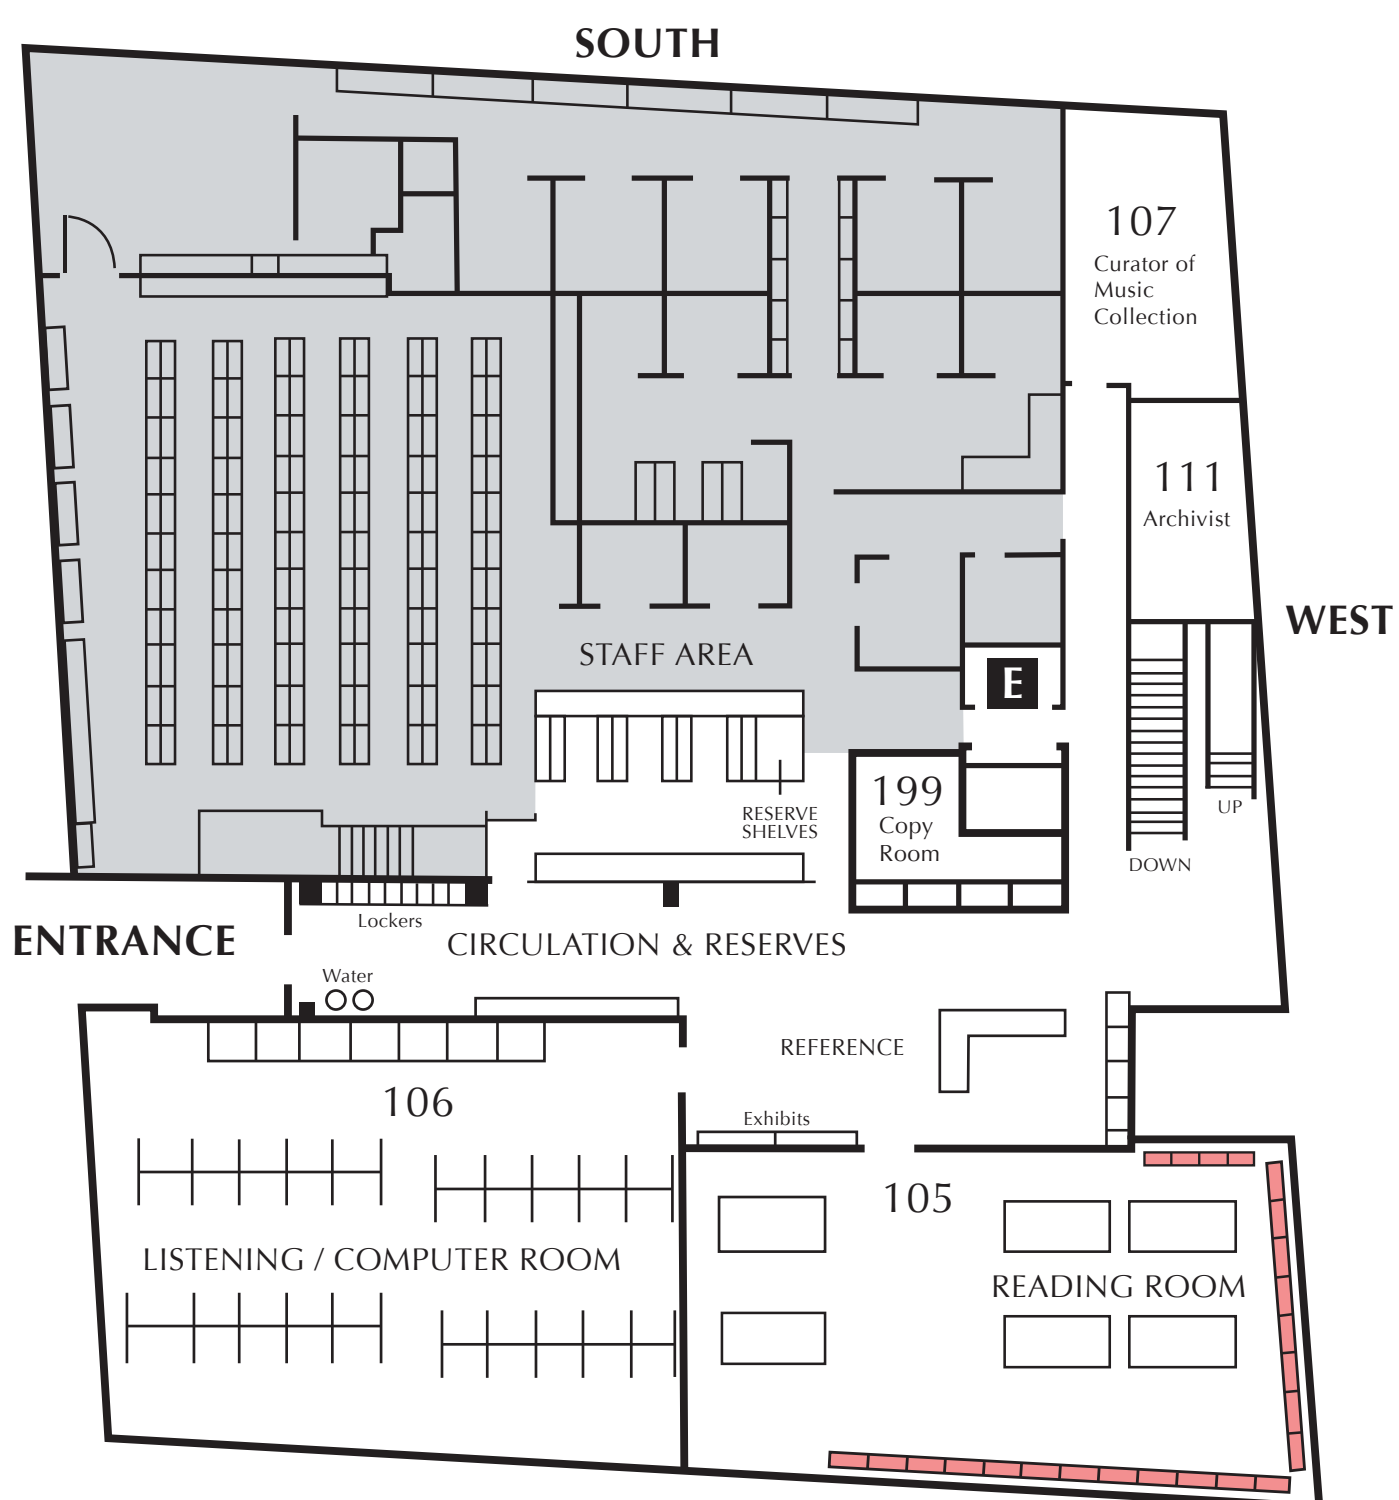 SOUTH
107
Curator of
Music
Collection
111
Archivist
WEST
STAFF AREA
E
199
Copy
Room
RESERVE
SHELVES
UP
DOWN
Lockers
ENTRANCE
CIRCULATION & RESERVES
Water
REFERENCE
106
Exhibits
105
LISTENING / COMPUTER ROOM
READING ROOM